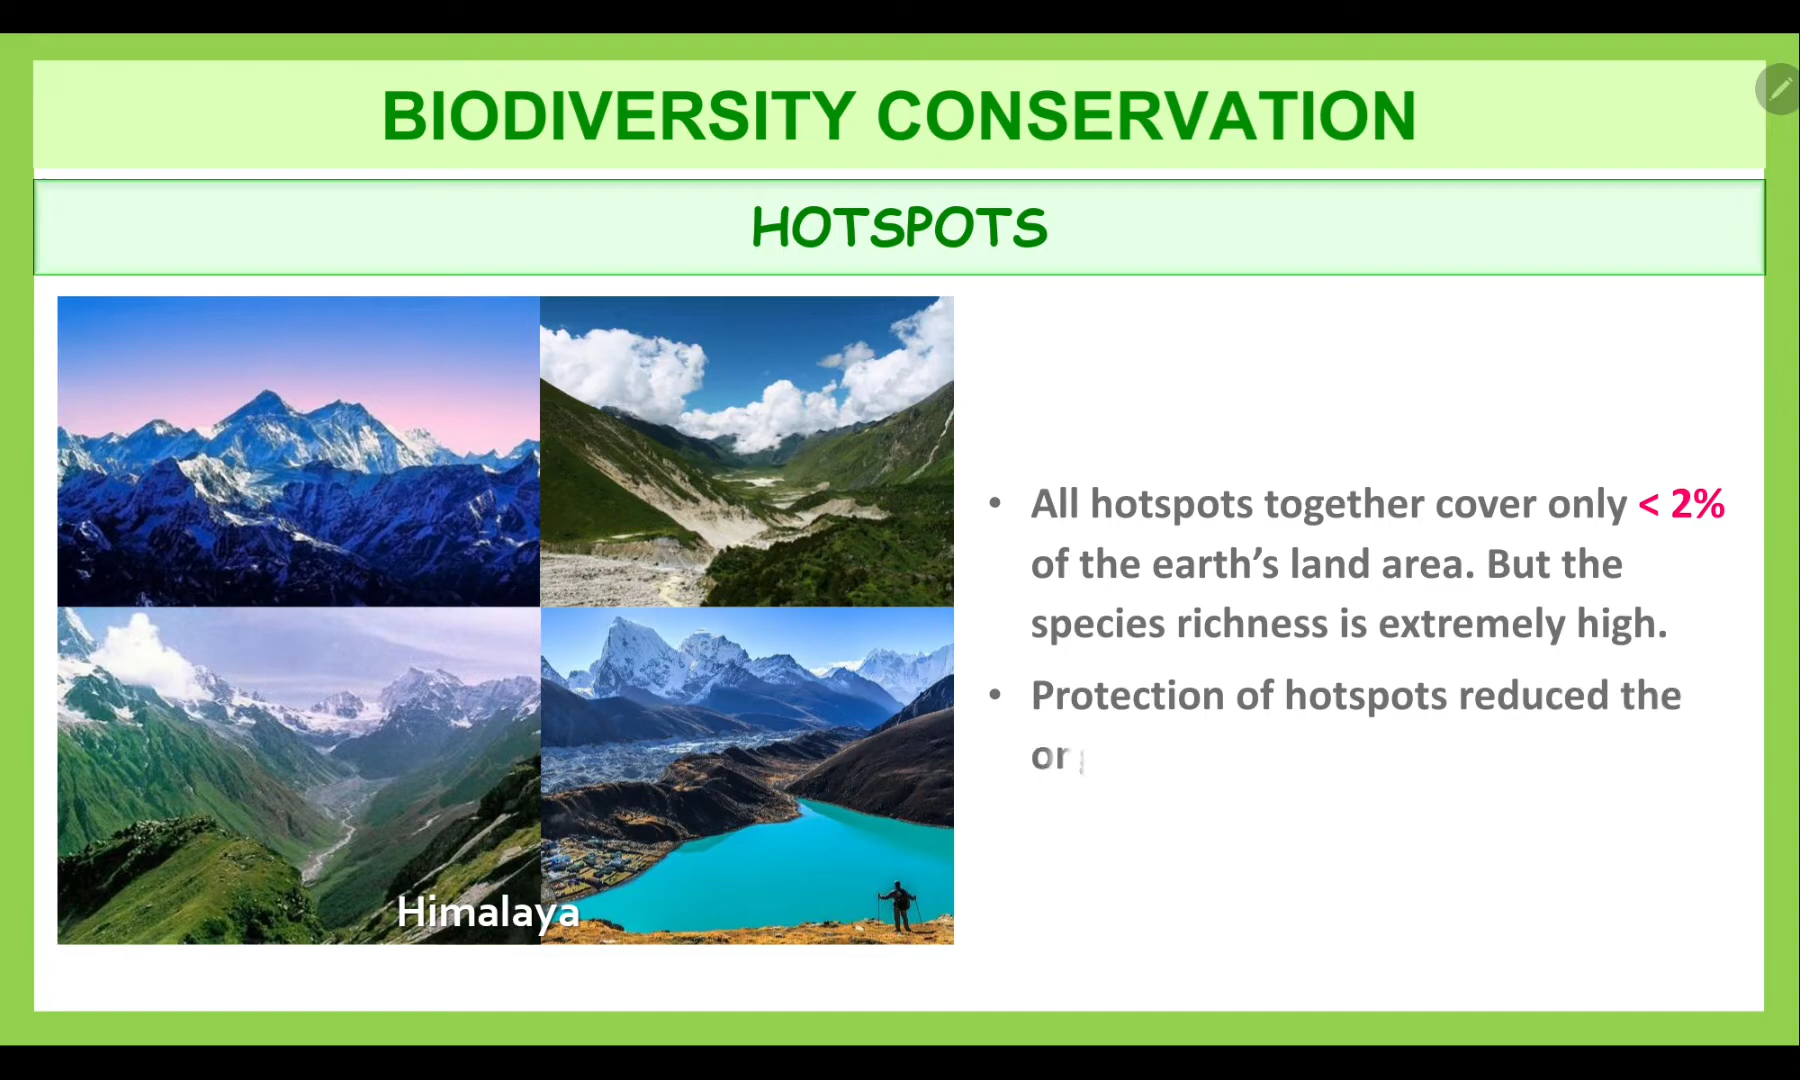 BIODIVERSITY CONSERVATION
HOTSPOTS
• All hotspots together cover only < 2%
of the earth’s land area. But the
species richness is extremely high.
• Protection of hotspots reduced the
or
Himalaya